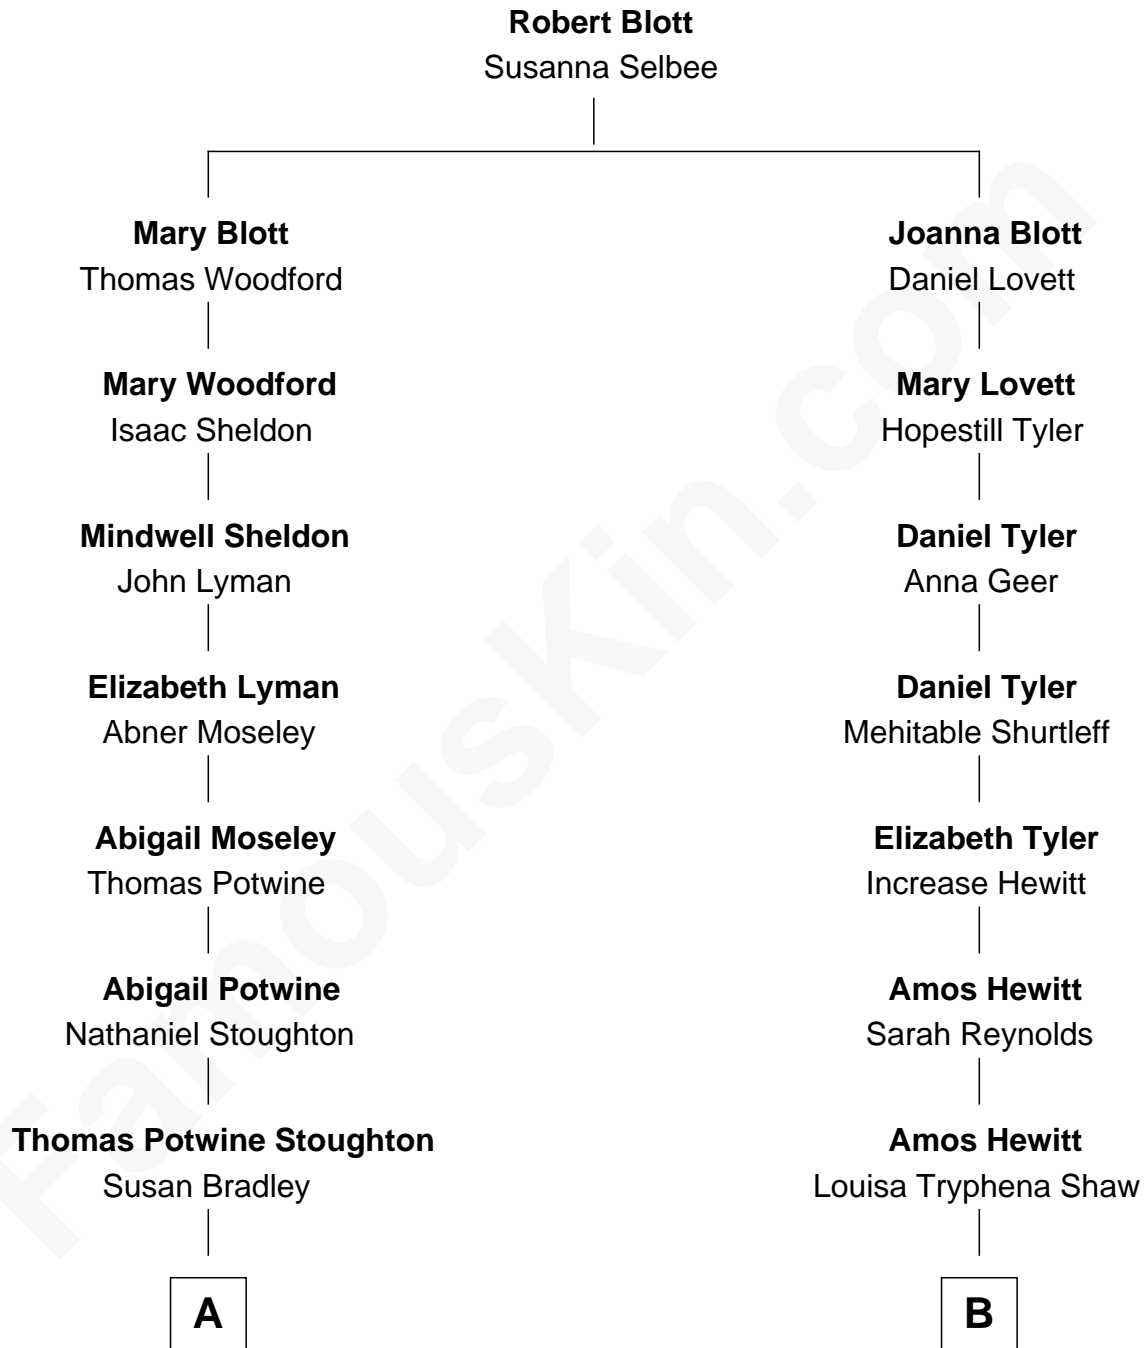 Robert Blott
Susanna Selbee
Mary Blott
Thomas Woodford
Joanna Blott
Daniel Lovett
Mary Woodford
Isaac Sheldon
Mary Lovett
Hopestill Tyler
Mindwell Sheldon
John Lyman
Daniel Tyler
Anna Geer
Elizabeth Lyman
Abner Moseley
Daniel Tyler
Mehitable Shurtleff
Abigail Moseley
Thomas Potwine
Elizabeth Tyler
Increase Hewitt
Abigail Potwine
Nathaniel Stoughton
Amos Hewitt
Sarah Reynolds
Thomas Potwine Stoughton
Susan Bradley
Amos Hewitt
Louisa Tryphena Shaw
A
B
FamousKin.com